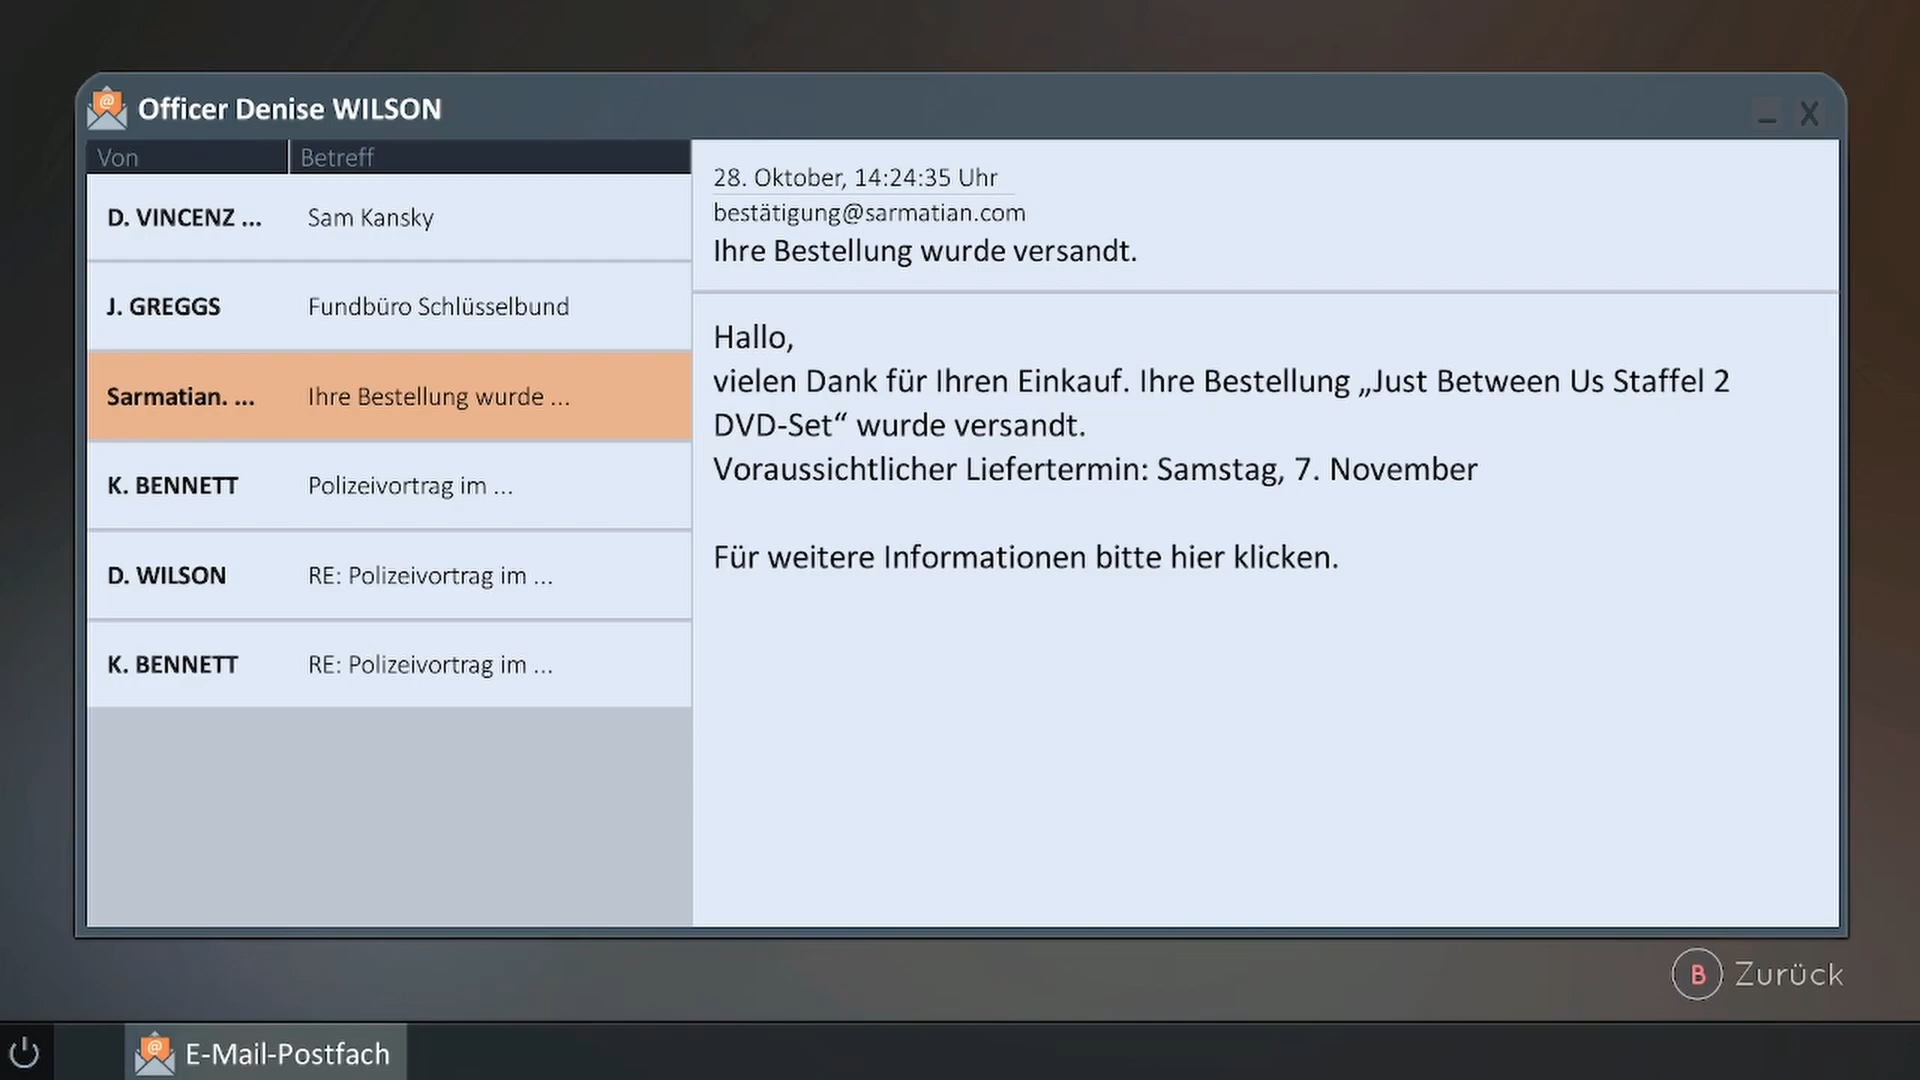 Officer Denise WILSON
Von Betreff
D. VINCENZ ... Sam Kansky
J. GREGGS Fundbüro Schlüsselbund
Sarmatian. ... Ihre Bestellung wurde ...
K. BENNETT Polizeivortrag im ...
D. WILSON RE: Polizeivortrag im ...
K. BENNETT RE: Polizeivortrag im ...
28. Oktober, 14:24:35 Uhr
bestätigung@sarmatian.com
Ihre Bestellung wurde versandt.
Hallo,
vielen Dank für Ihren Einkauf. Ihre Bestellung „Just Between Us Staffel 2
DVD-Set“ wurde versandt.
Voraussichtlicher Liefertermin: Samstag, 7. November
Für weitere Informationen bitte hier klicken.
B Zurück
E-Mail-Postfach